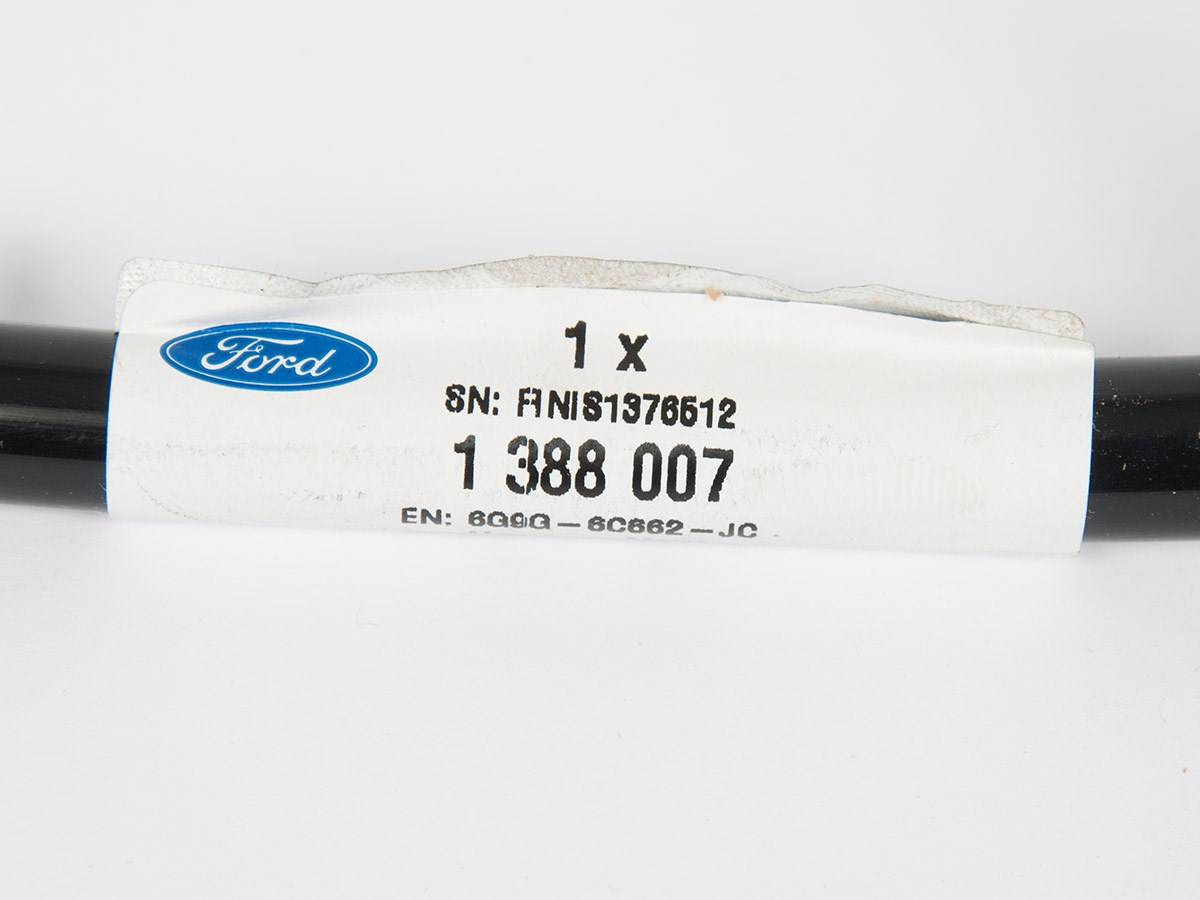 Ford
1 x
SN: FINIS1376512
1 388 007
EN: 6G9G-6C662-JC